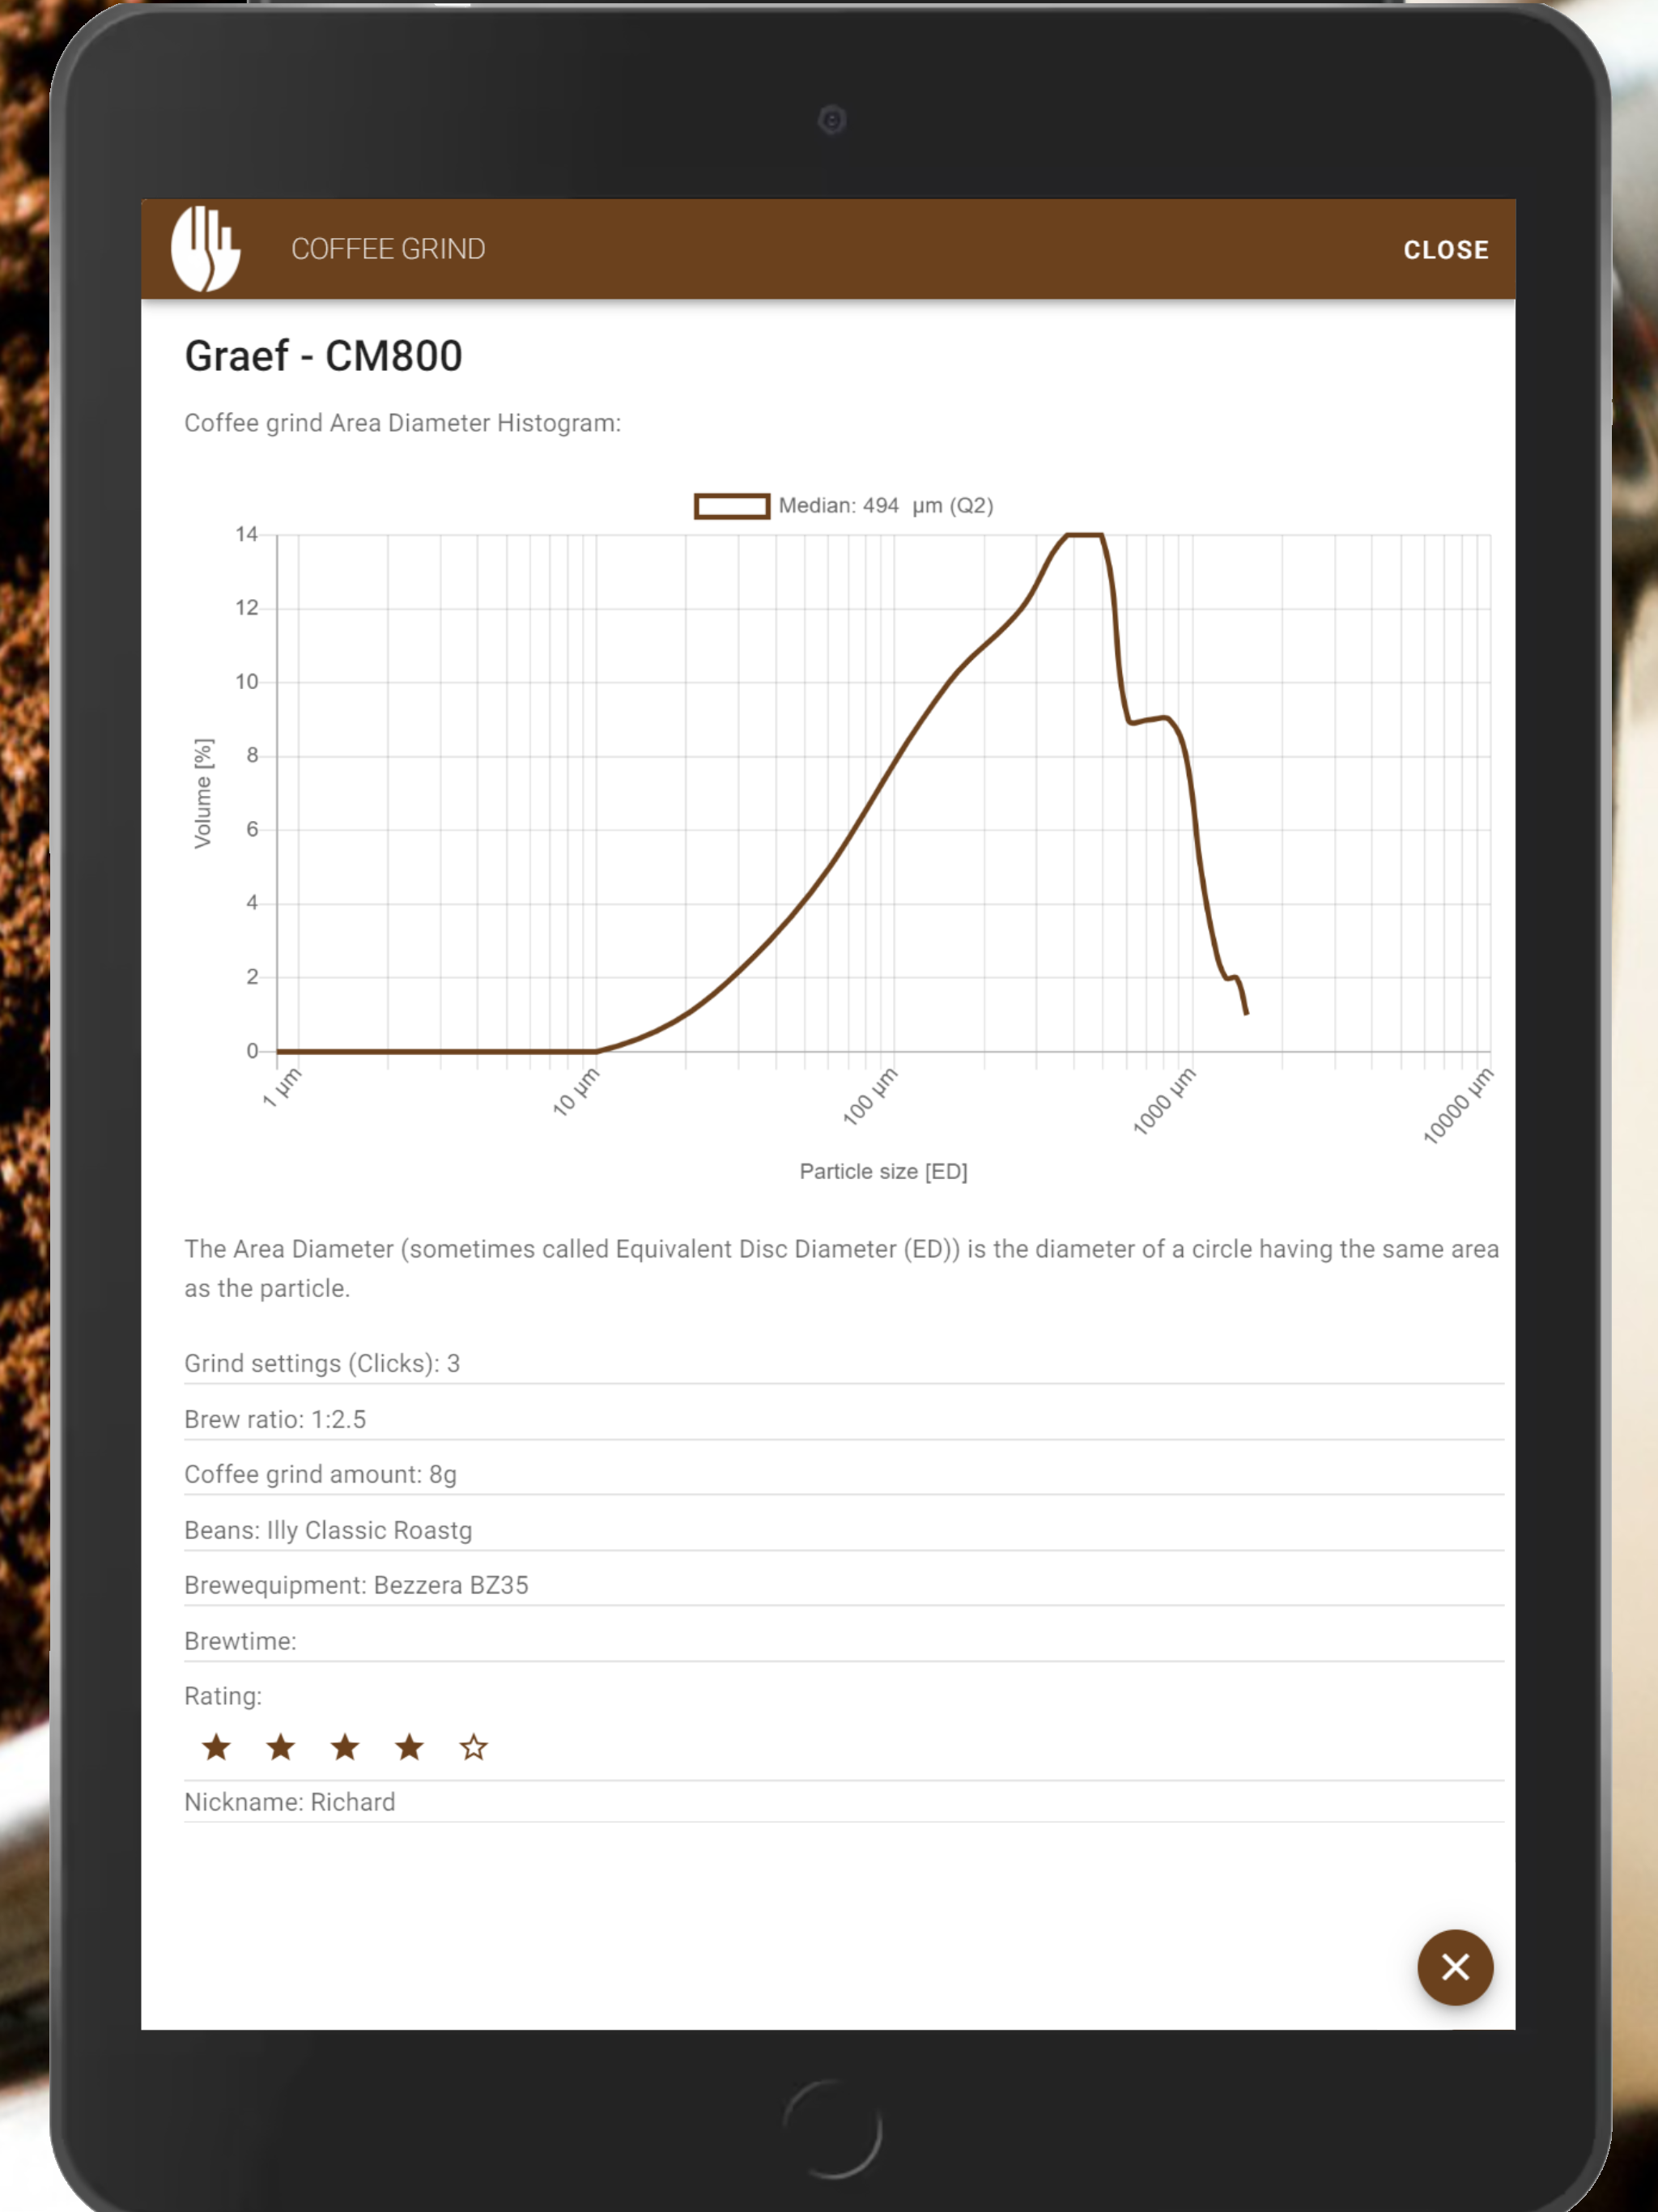 COFFEE GRIND
CLOSE
Graef - CM800
Coffee grind Area Diameter Histogram:
Median: 494 µm (Q2)
14
12
10
8
6
4
2
0
Volume [%]
1 µm
10 µm
100 µm
1000 µm
10000 µm
Particle size [ED]
The Area Diameter (sometimes called Equivalent Disc Diameter (ED)) is the diameter of a circle having the same area
as the particle.
Grind settings (Clicks): 3
Brew ratio: 1:2.5
Coffee grind amount: 8g
Beans: Illy Classic Roastg
Brewequipment: Bezzera BZ35
Brewtime:
Rating:
Nickname: Richard